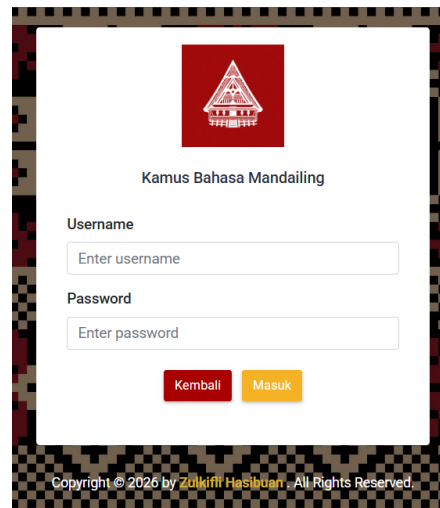 Kamus Bahasa Mandailing
Username
Enter username
Password
Enter password
Kembali Masuk
Copyright © 2026 by Zulkifli Hasibuan . All Rights Reserved.